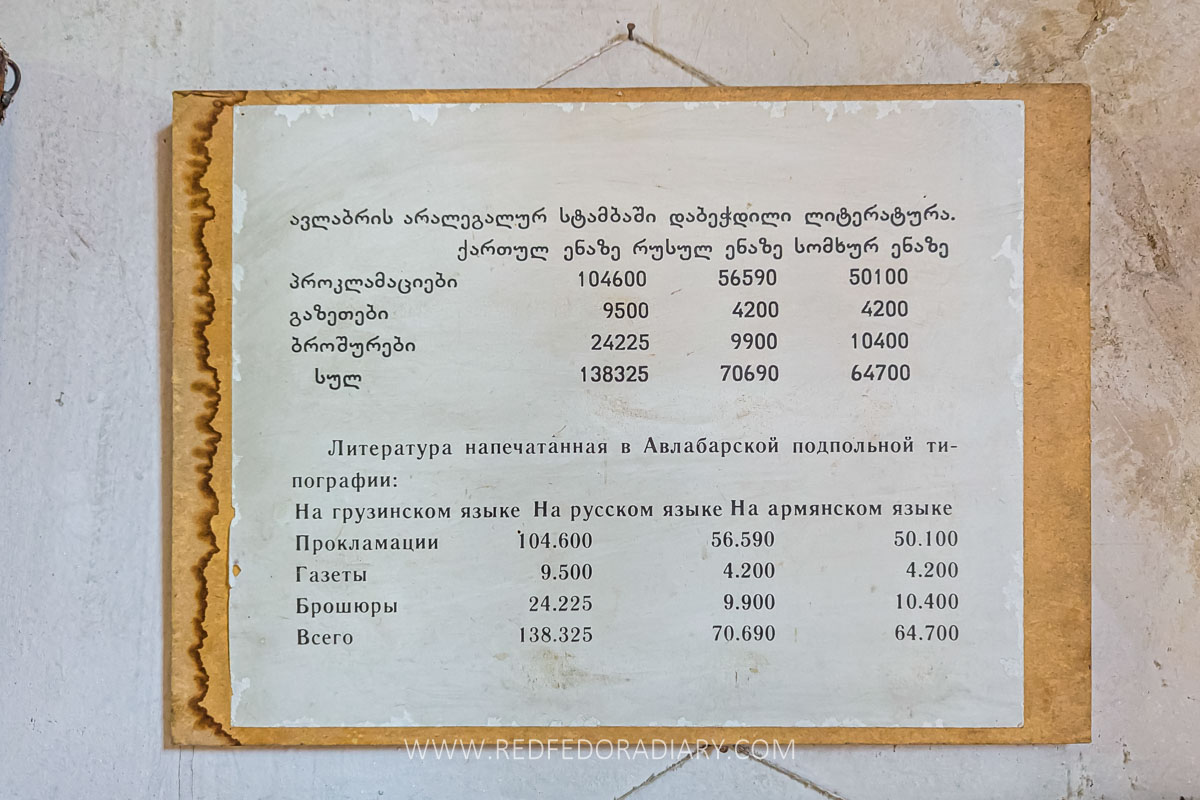 ავლაბრის არალეგალურ სტამბაში დაბეჭდილი ლიტერატურა.
ქართულ ენაზე რუსულ ენაზე სომხურ ენაზე
პროკლამაციები 104600 56590 50100
გაზეთები 9500 4200 4200
ბროშურები 24225 9900 10400
სულ 138325 70690 64700
Литература напечатанная в Авлабарской подпольной ти-
пографии:
На грузинском языке На русском языке На армянском языке
Прокламации 104.600 56.590 50.100
Газеты 9.500 4.200 4.200
Брошюры 24.225 9.900 10.400
Всего 138.325 70.690 64.700
WWW.REDFEDORADIARY.COM